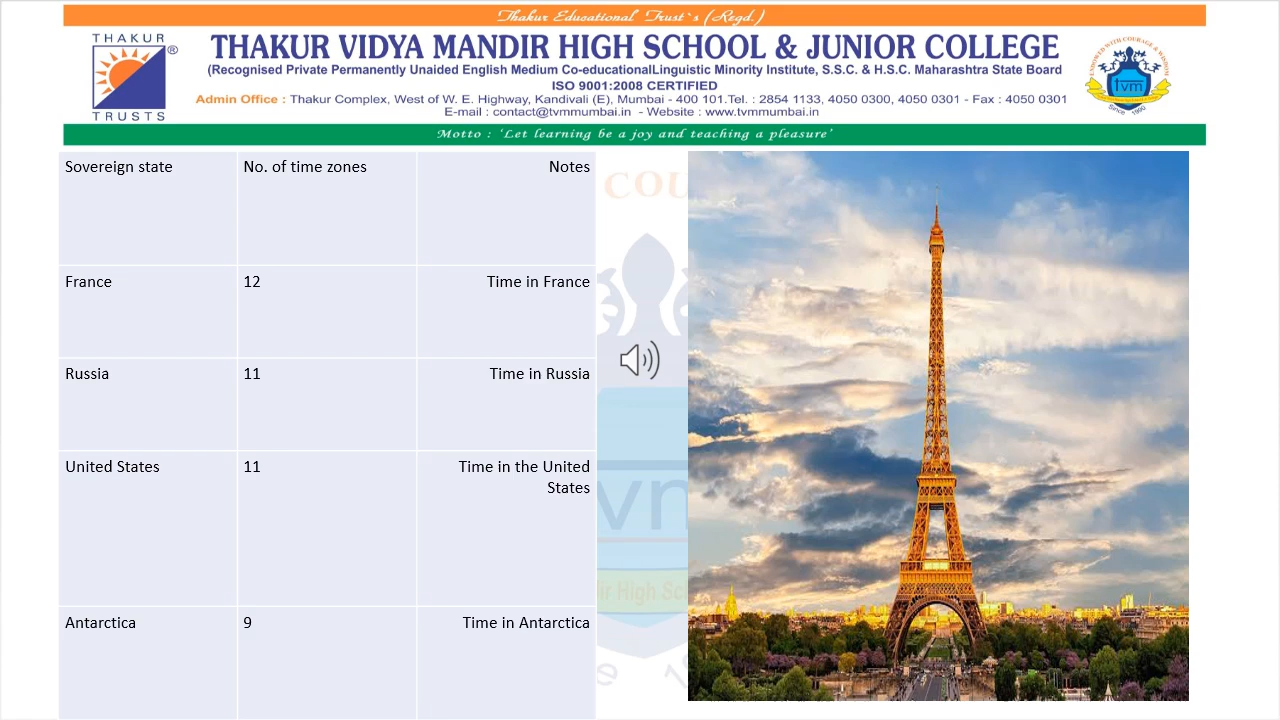 Thakur Educational Trust`s (Regd.)
THAKUR
TRUSTS
®
THAKUR VIDYA MANDIR HIGH SCHOOL & JUNIOR COLLEGE
(Recognised Private Permanently Unaided English Medium Co-educationalLinguistic Minority Institute, S.S.C. & H.S.C. Maharashtra State Board
ISO 9001:2008 CERTIFIED
Admin Office : Thakur Complex, West of W. E. Highway, Kandivali (E), Mumbai - 400 101.Tel. : 2854 1133, 4050 0300, 4050 0301 - Fax : 4050 0301
E-mail : contact@tvmmumbai.in - Website : www.tvmmumbai.in
tvm
Since 1990
Motto : 'Let learning be a joy and teaching a pleasure'
Sovereign state No. of time zones Notes
France 12 Time in France
Russia 11 Time in Russia
United States 11 Time in the United
States
Antarctica 9 Time in Antarctica
COU
vm